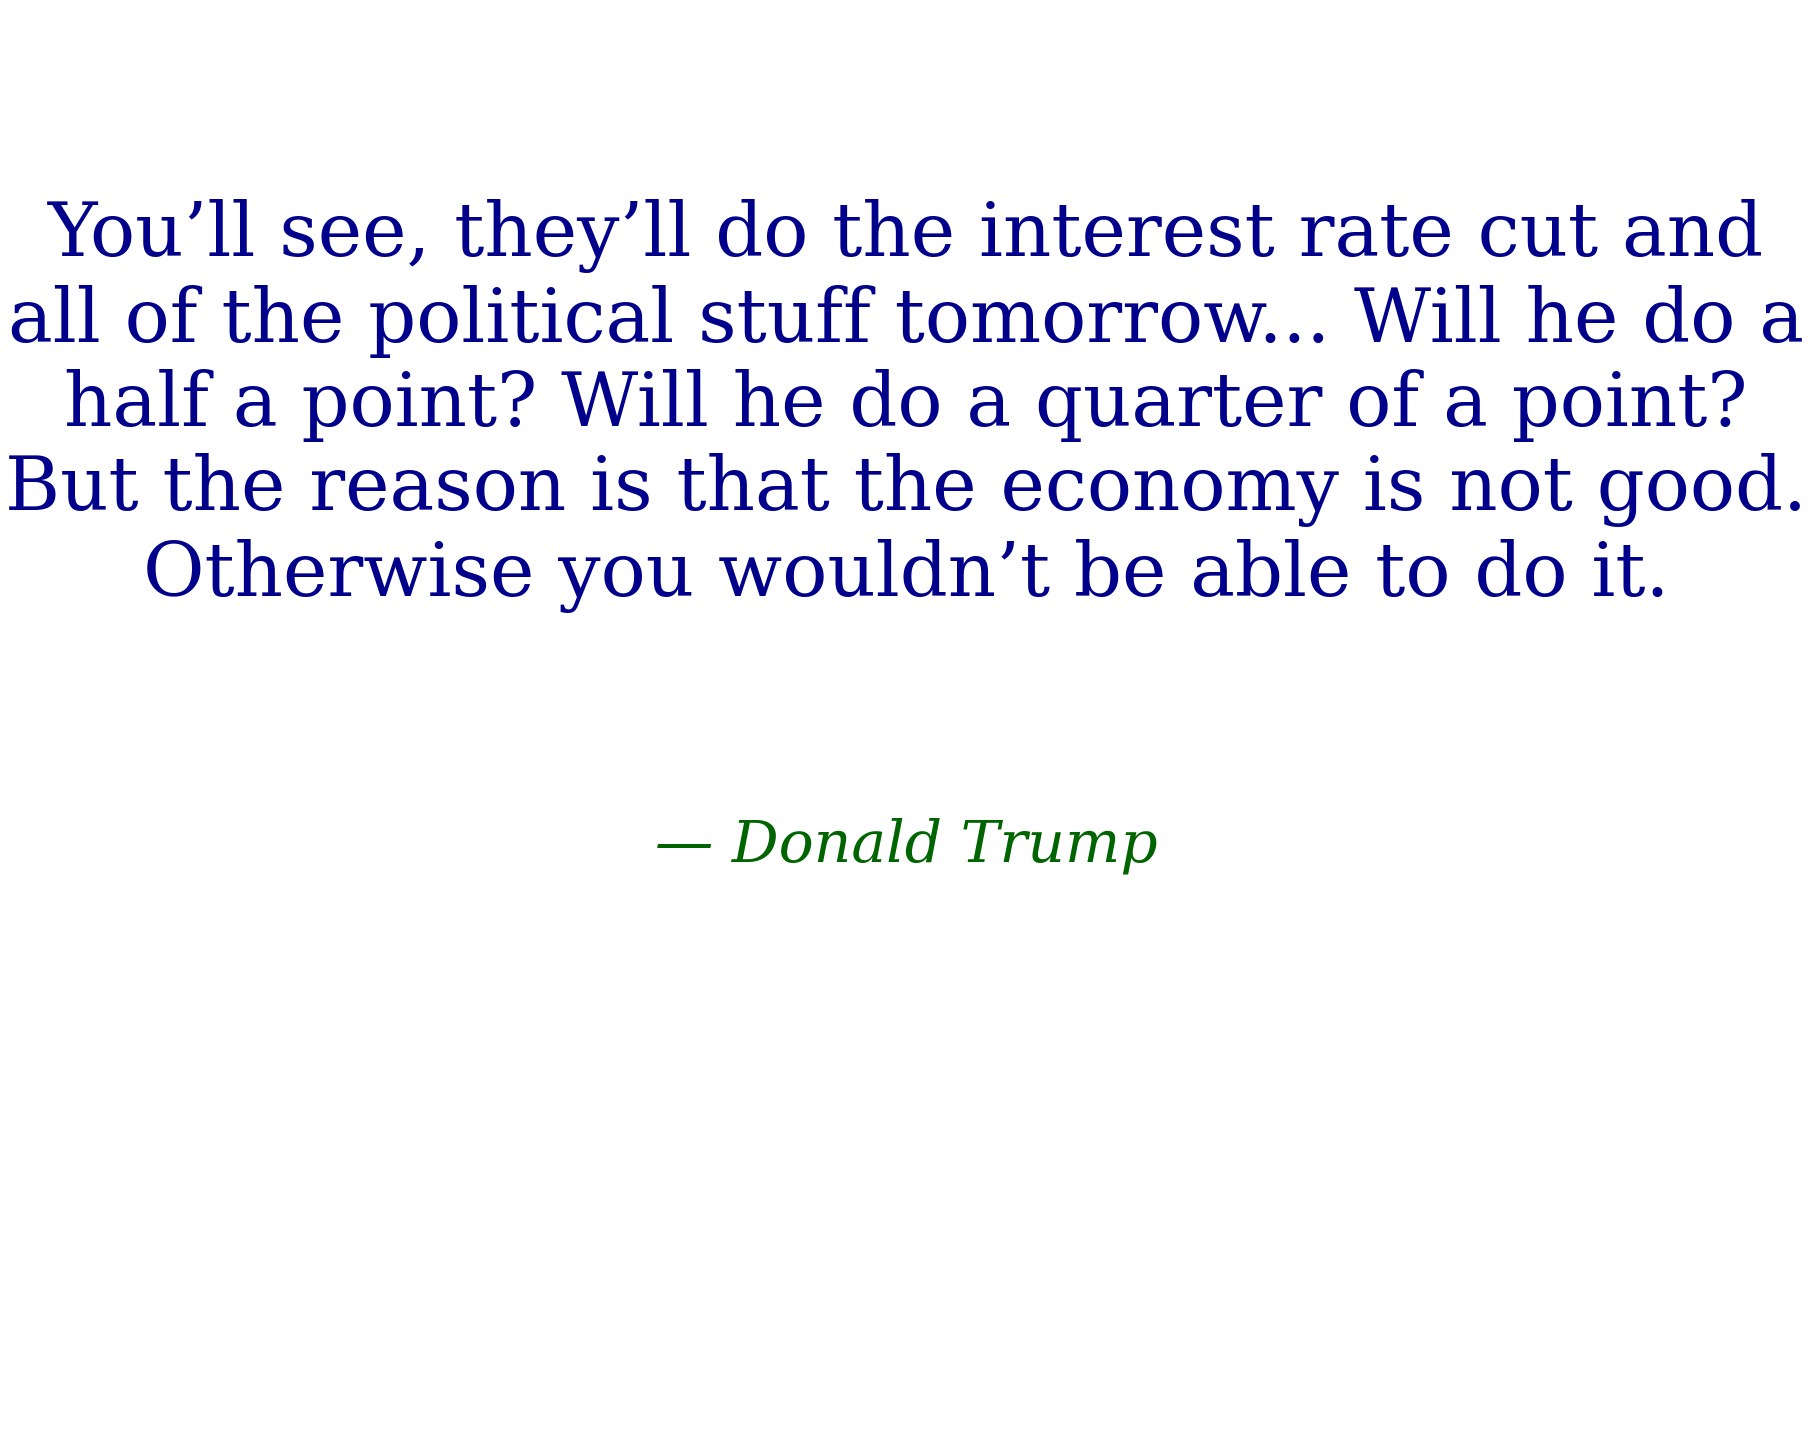 You’ll see, they’ll do the interest rate cut and
all of the political stuff tomorrow... Will he do a
half a point? Will he do a quarter of a point?
But the reason is that the economy is not good.
Otherwise you wouldn’t be able to do it.
— Donald Trump